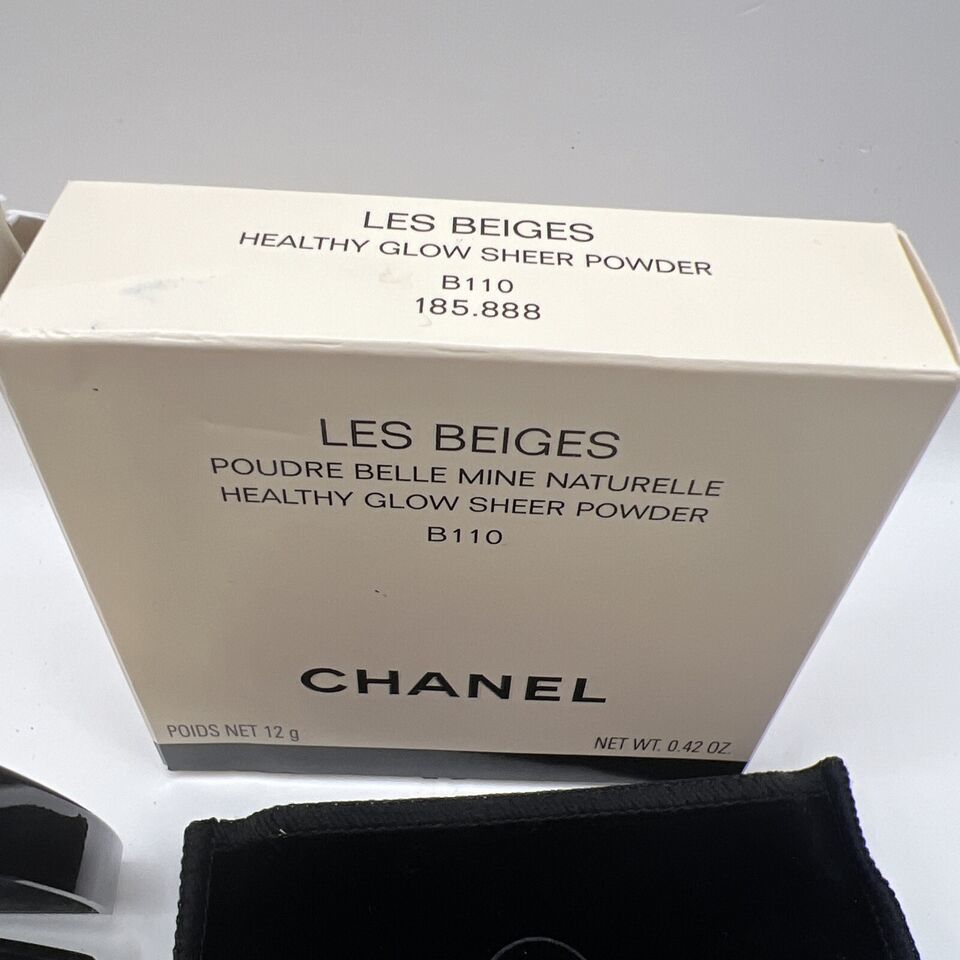 LES BEIGES
HEALTHY GLOW SHEER POWDER
B110
185.888
LES BEIGES
POUDRE BELLE MINE NATURELLE
HEALTHY GLOW SHEER POWDER
B110
CHANEL
POIDS NET 12 g
NET WT. 0.42 OZ.